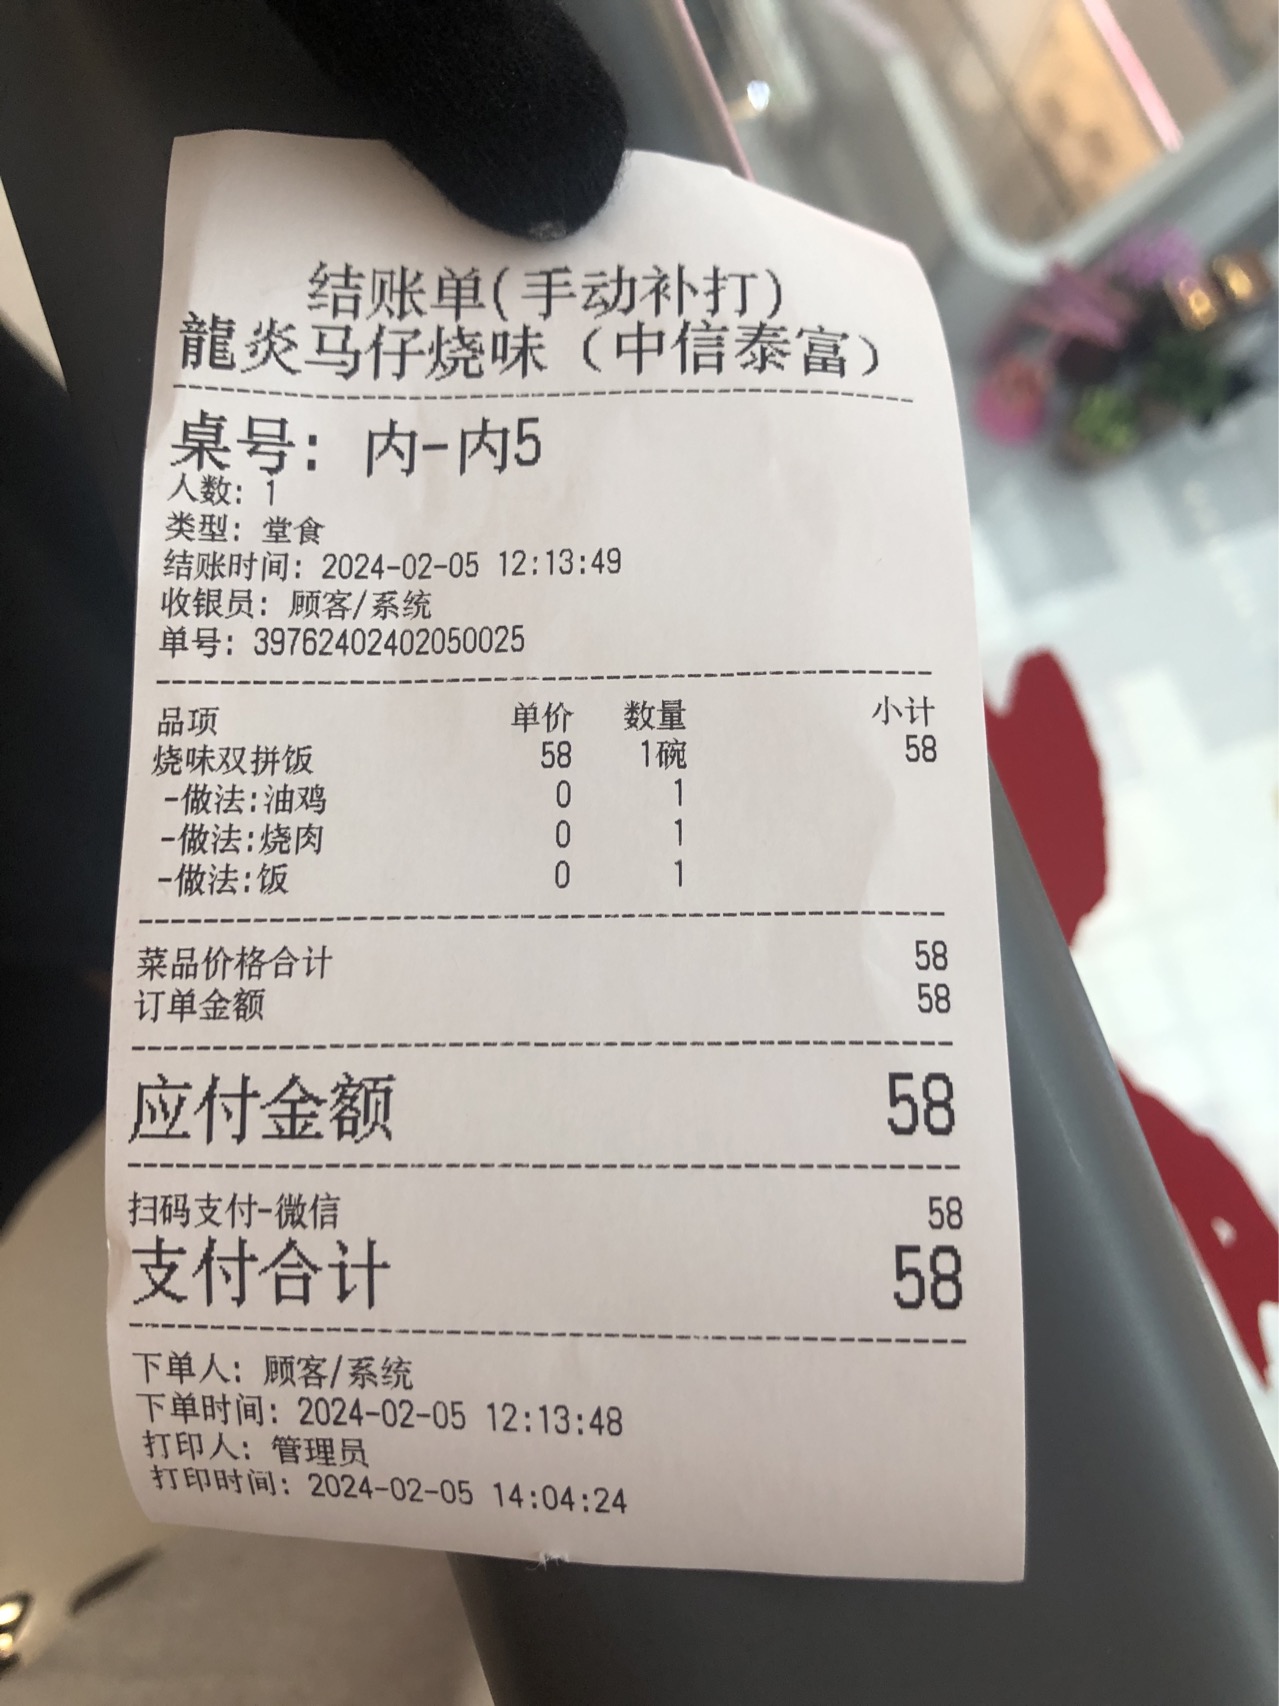 结账单(手动补打)
龍炎马仔烧味（中信泰富）
桌号: 内-内5
人数: 1
类型: 堂食
结账时间: 2024-02-05 12:13:49
收银员: 顾客/系统
单号: 39762402402050025
品项 单价 数量 小计
烧味双拼饭 58 1碗 58
-做法:油鸡 0 1
-做法:烧肉 0 1
-做法:饭 0 1
菜品价格合计 58
订单金额 58
应付金额 58
扫码支付-微信 58
支付合计 58
下单人: 顾客/系统
下单时间: 2024-02-05 12:13:48
打印人: 管理员
打印时间: 2024-02-05 14:04:24